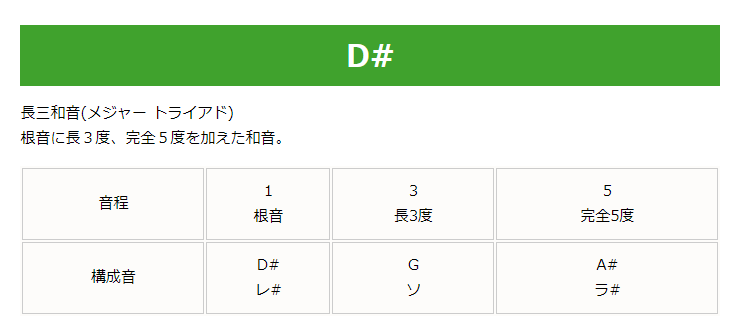 D#
長三和音(メジャー トライアド)
根音に長３度、完全５度を加えた和音。
音程
1
根音
3
長3度
5
完全5度
構成音
D#
レ#
G
ソ
A#
ラ#